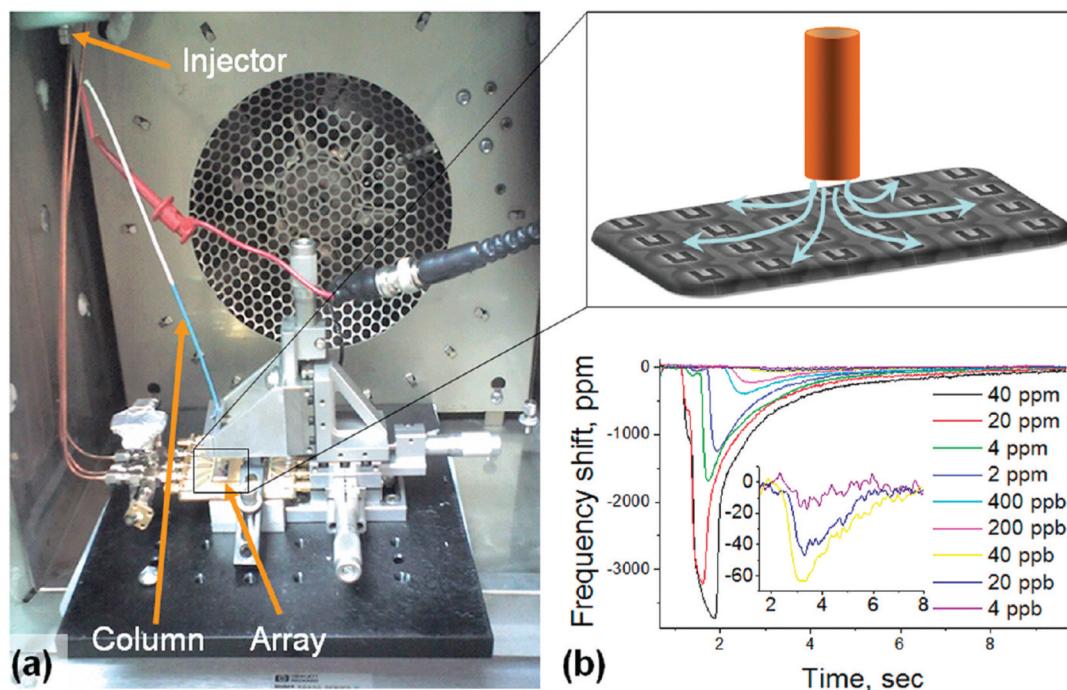 Injector
Column
Array
(a)
0
-1000
-2000
-3000
Frequency shift, ppm
2
4
6
8
Time, sec
40 ppm
20 ppm
4 ppm
2 ppm
400 ppb
200 ppb
40 ppb
20 ppb
4 ppb
0
-20
-40
-60
2
4
6
8
(b)
HEWLETT
PACKARD